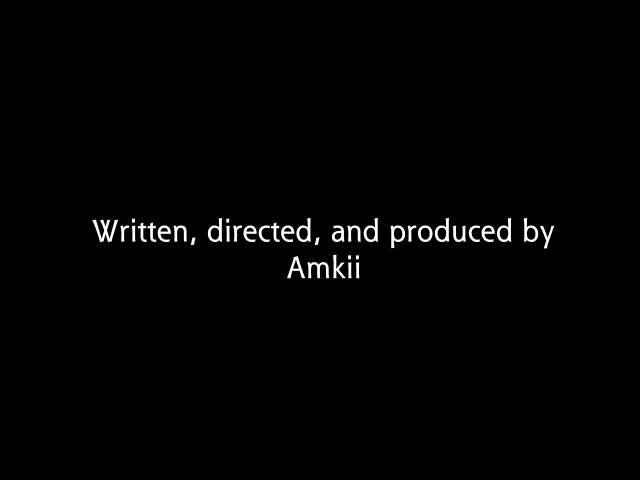 Written, directed, and produced by
Amkii